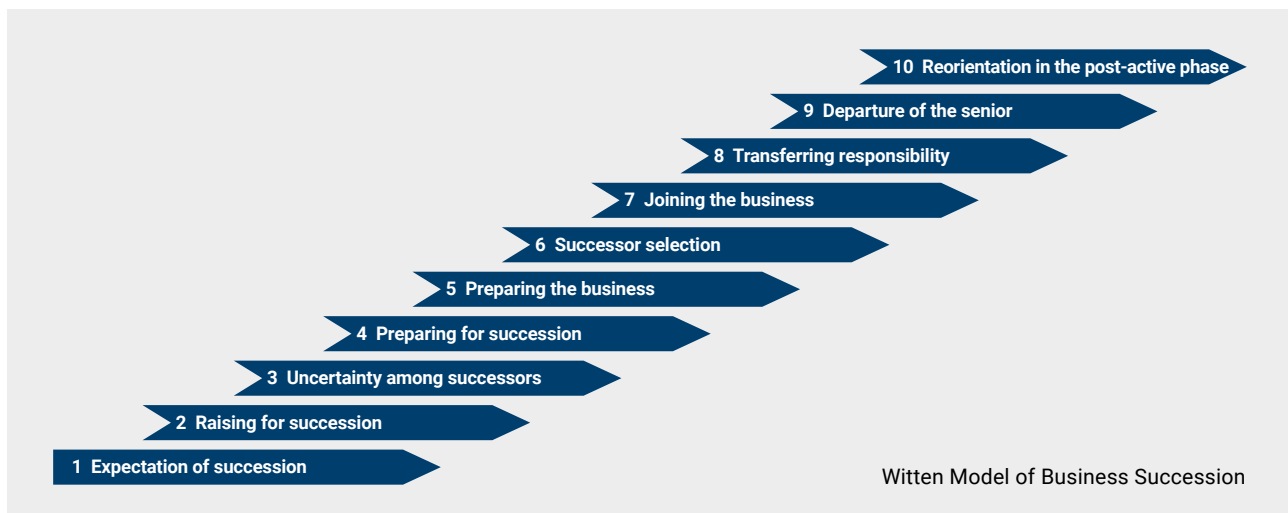 10 Reorientation in the post-active phase
9 Departure of the senior
8 Transferring responsibility
7 Joining the business
6 Successor selection
5 Preparing the business
4 Preparing for succession
3 Uncertainty among successors
2 Raising for succession
1 Expectation of succession
Witten Model of Business Succession